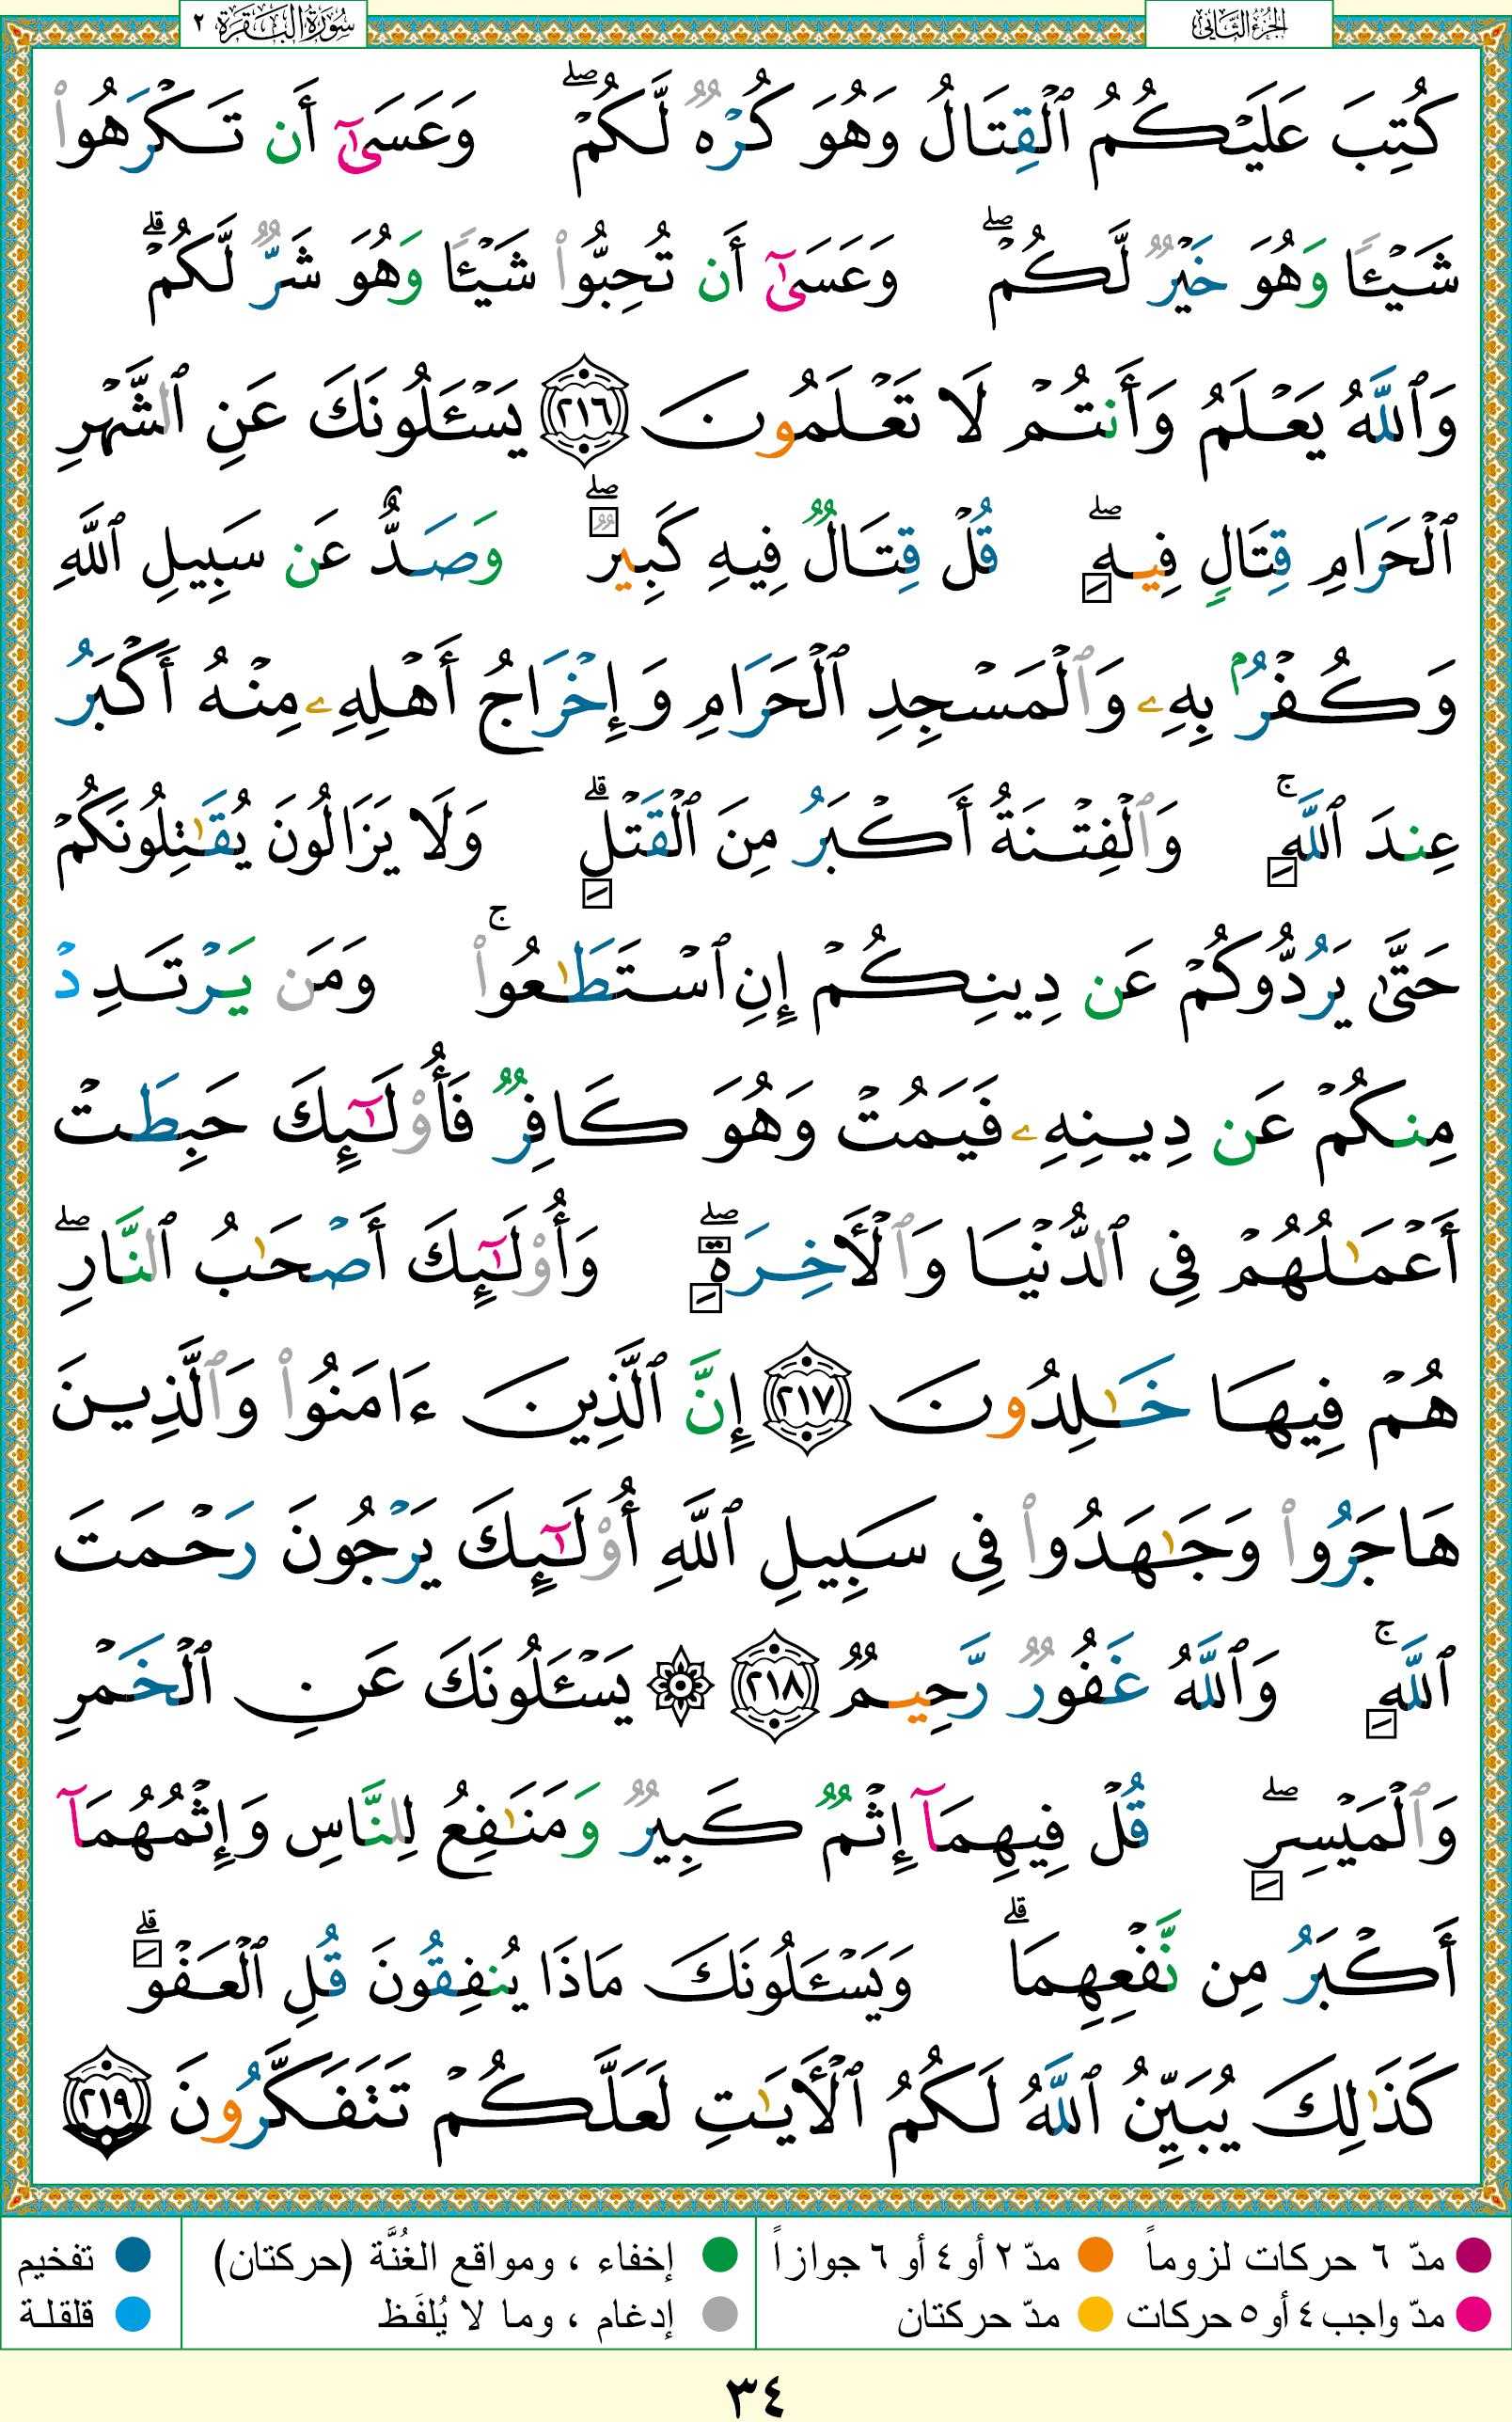 الجزء الثاني
سورة البقرة ٢
كُتِبَ عَلَيْكُمُ ٱلْقِتَالُ وَهُوَ كُرْهٌ لَّكُمْ ۖ وَعَسَىٰٓ أَن تَكْرَهُوا۟
شَيْـًٔا وَهُوَ خَيْرٌ لَّكُمْ ۖ وَعَسَىٰٓ أَن تُحِبُّوا۟ شَيْـًٔا وَهُوَ شَرٌّ لَّكُمْ ۗ
وَٱللَّهُ يَعْلَمُ وَأَنتُمْ لَا تَعْلَمُونَ ٢١٦ يَسْـَٔلُونَكَ عَنِ ٱلشَّهْرِ
ٱلْحَرَامِ قِتَالٍ فِيهِ ۖ قُلْ قِتَالٌ فِيهِ كَبِيرٌ ۖ وَصَدٌّ عَن سَبِيلِ ٱللَّهِ
وَكُفْرٌۢ بِهِۦ وَٱلْمَسْجِدِ ٱلْحَرَامِ وَإِخْرَاجُ أَهْلِهِۦ مِنْهُ أَكْبَرُ
عِندَ ٱللَّهِ ۚ وَٱلْفِتْنَةُ أَكْبَرُ مِنَ ٱلْقَتْلِ ۗ وَلَا يَزَالُونَ يُقَـٰتِلُونَكُمْ
حَتَّىٰ يَرُدُّوكُمْ عَن دِينِكُمْ إِنِ ٱسْتَطَـٰعُوا۟ ۚ وَمَن يَرْتَدِدْ
مِنكُمْ عَن دِينِهِۦ فَيَمُتْ وَهُوَ كَافِرٌ فَأُو۟لَـٰٓئِكَ حَبِطَتْ
أَعْمَـٰلُهُمْ فِى ٱلدُّنْيَا وَٱلْـَٔاخِرَةِ ۖ وَأُو۟لَـٰٓئِكَ أَصْحَـٰبُ ٱلنَّارِ ۖ
هُمْ فِيهَا خَـٰلِدُونَ ٢١٧ إِنَّ ٱلَّذِينَ ءَامَنُوا۟ وَٱلَّذِينَ
هَاجَرُوا۟ وَجَـٰهَدُوا۟ فِى سَبِيلِ ٱللَّهِ أُو۟لَـٰٓئِكَ يَرْجُونَ رَحْمَتَ
ٱللَّهِ ۚ وَٱللَّهُ غَفُورٌ رَّحِيمٌ ٢١٨ ۞ يَسْـَٔلُونَكَ عَنِ ٱلْخَمْرِ
وَٱلْمَيْسِرِ ۖ قُلْ فِيهِمَآ إِثْمٌ كَبِيرٌ وَمَنَـٰفِعُ لِلنَّاسِ وَإِثْمُهُمَآ
أَكْبَرُ مِن نَّفْعِهِمَا ۗ وَيَسْـَٔلُونَكَ مَاذَا يُنفِقُونَ قُلِ ٱلْعَفْوَ ۗ
كَذَٰلِكَ يُبَيِّنُ ٱللَّهُ لَكُمُ ٱلْـَٔايَـٰتِ لَعَلَّكُمْ تَتَفَكَّرُونَ ٢١٩
مدّ ٦ حركات لزوماً مدّ ٢ أو ٤ أو ٦ جوازاً إخفاء ، ومواقع الغُنَّة (حركتان) تفخيم
مدّ واجب ٤ أو ٥ حركات مدّ حركتان إدغام ، وما لا يُلفَظ قلقلة
٣٤